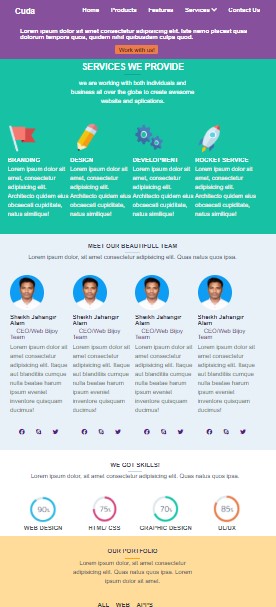 Cuda
Home Products Features Services Contact Us
Lorem ipsum dolor sit amet consectetur adipisicing elit. Iste nemo placeat quas
dolorum tempora quos, quidem nihil quibusdam culpa quod.
Work with us!
SERVICES WE PROVIDE
we are working with both individuals and
business all over the globe to create awesome
website and aplications.
BRANDING
Lorem ipsum dolor sit
amet, consectetur
adipisicing elit.
Architecto quidem eius
obcaecati cupiditate,
natus similique!
DESIGN
Lorem ipsum dolor sit
amet, consectetur
adipisicing elit.
Architecto quidem eius
obcaecati cupiditate,
natus similique!
DEVELOPMENT
Lorem ipsum dolor sit
amet, consectetur
adipisicing elit.
Architecto quidem eius
obcaecati cupiditate,
natus similique!
ROCKET SERVICE
Lorem ipsum dolor sit
amet, consectetur
adipisicing elit.
Architecto quidem eius
obcaecati cupiditate,
natus similique!
MEET OUR BEAUTIFULL TEAM
Lorem ipsum dolor sit amet consectetur adipisicing elit. Quas natus quos ipsa.
Shaikh Jahangir
Alam
CEO/Web Bijoy
Team
Lorem ipsum dolor sit
amet consectetur
adipisicing elit. Itaque
aut blanditiis cumque
nulla beatae harum
ipsum eveniet
inventore quisquam
ducimus!
Shaikh Jahangir
Alam
CEO/Web Bijoy
Team
Lorem ipsum dolor sit
amet consectetur
adipisicing elit. Itaque
aut blanditiis cumque
nulla beatae harum
ipsum eveniet
inventore quisquam
ducimus!
Shaikh Jahangir
Alam
CEO/Web Bijoy
Team
Lorem ipsum dolor sit
amet consectetur
adipisicing elit. Itaque
aut blanditiis cumque
nulla beatae harum
ipsum eveniet
inventore quisquam
ducimus!
Shaikh Jahangir
Alam
CEO/Web Bijoy
Team
Lorem ipsum dolor sit
amet consectetur
adipisicing elit. Itaque
aut blanditiis cumque
nulla beatae harum
ipsum eveniet
inventore quisquam
ducimus!
WE GOT SKILLS!
Lorem ipsum dolor sit amet consectetur adipisicing elit. Quas natus quos ipsa.
90% 75% 70% 85%
WEB DESIGN HTML/ CSS GRAPHIC DESIGN UI/UX
OUR PORTFOLIO
Lorem ipsum dolor, sit amet consectetur
adipisicing elit. Quas natus quas ipsa. Lorem
ipsum dolor sit amet.
ALL WEB APPS